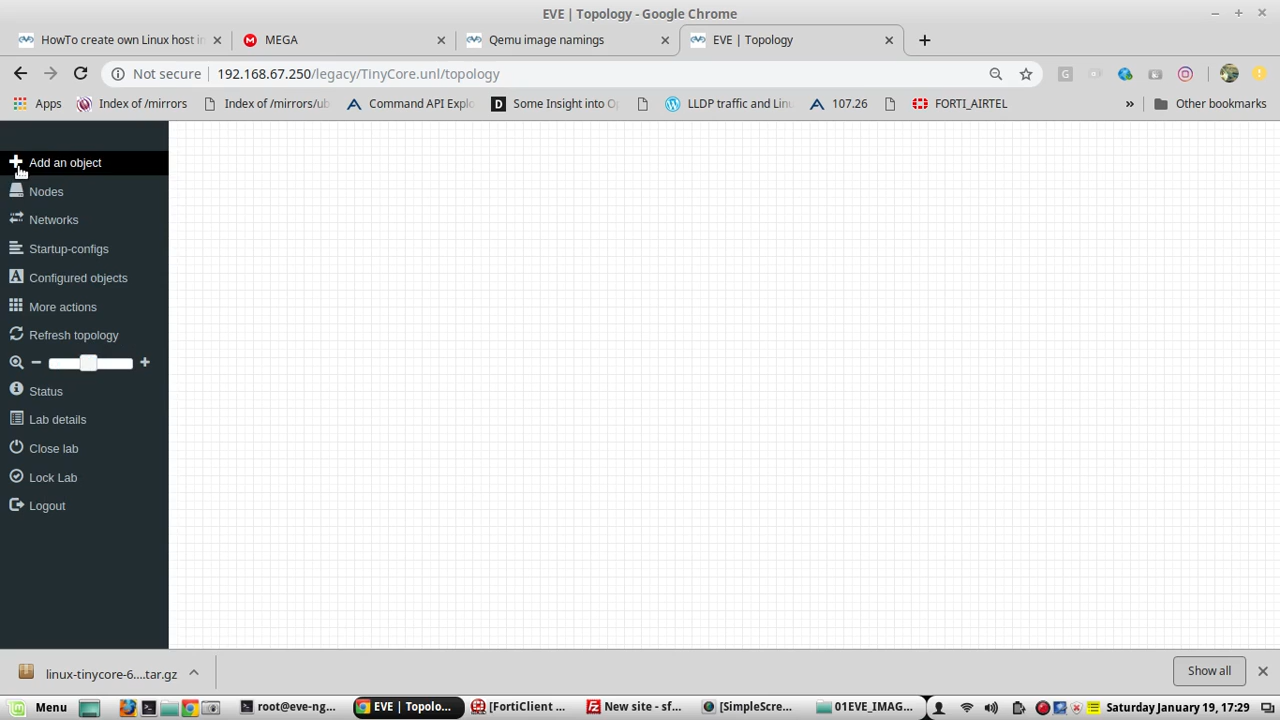 EVE | Topology - Google Chrome
HowTo create own Linux host in
MEGA
Qemu image namings
EVE | Topology
Not secure
192.168.67.250/legacy/TinyCore.unl/topology
Apps
Index of /mirrors/
Index of /mirrors/ub
Command API Explo
Some Insight into Op
LLDP Traffic and Linu
107.26
FORTI_AIRTEL
»
Other bookmarks
Add an object
Nodes
Networks
Startup-configs
Configured objects
More actions
Refresh topology
Status
Lab details
Close lab
Lock Lab
Logout
linux-tinycore-6....tar.gz
Show all
Menu
root@eve-ng...
EVE | Topolo...
[FortiClient ...
New site - sf...
[SimpleScre...
01EVE_IMAG...
Saturday January 19, 17:29